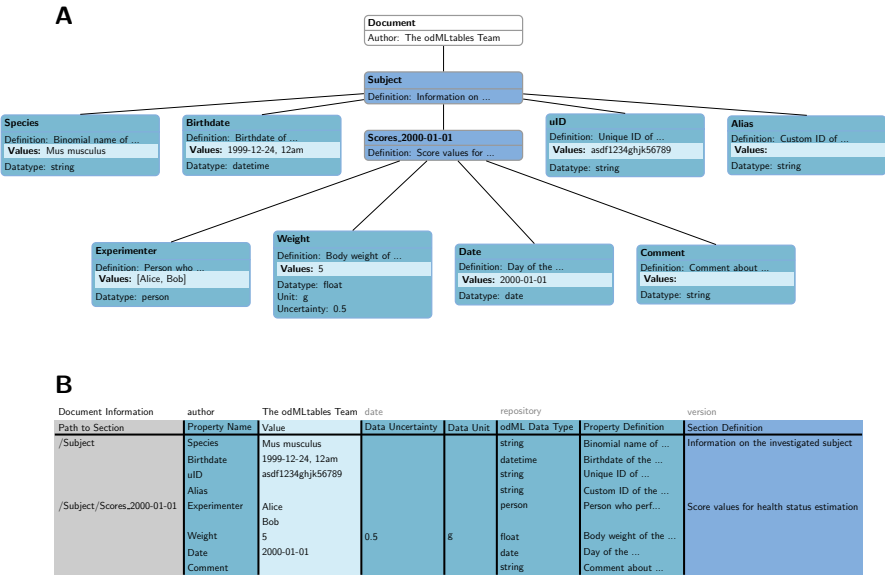 A
Document
Author: The odMLtables Team
Subject
Definition: Information on ...
Species
Definition: Binomial name of ...
Values: Mus musculus
Datatype: string
Birthdate
Definition: Birthdate of ...
Values: 1999-12-24, 12am
Datatype: datetime
Scores_2000-01-01
Definition: Score values for ...
uID
Definition: Unique ID of ...
Values: asdf1234ghjk56789
Datatype: string
Alias
Definition: Custom ID of ...
Values:
Datatype: string
Experimenter
Definition: Person who ...
Values: [Alice, Bob]
Datatype: person
Weight
Definition: Body weight of ...
Values: 5
Datatype: float
Unit: g
Uncertainty: 0.5
Date
Definition: Day of the ...
Values: 2000-01-01
Datatype: date
Comment
Definition: Comment about ...
Values:
Datatype: string
B
Document Information author The odMLtables Team date repository version
Path to Section Property Name Value Data Uncertainty Data Unit odML Data Type Property Definition Section Definition
/Subject Species Mus musculus string Binomial name of ... Information on the investigated subject
Birthdate 1999-12-24, 12am datetime Birthdate of the ...
uID asdf1234ghjk56789 string Unique ID of ...
Alias string Custom ID of the ...
/Subject/Scores_2000-01-01 Experimenter Alice person Person who perf... Score values for health status estimation
Bob
Weight 5 0.5 g float Body weight of the ...
Date 2000-01-01 date Day of the ...
Comment string Comment about ...